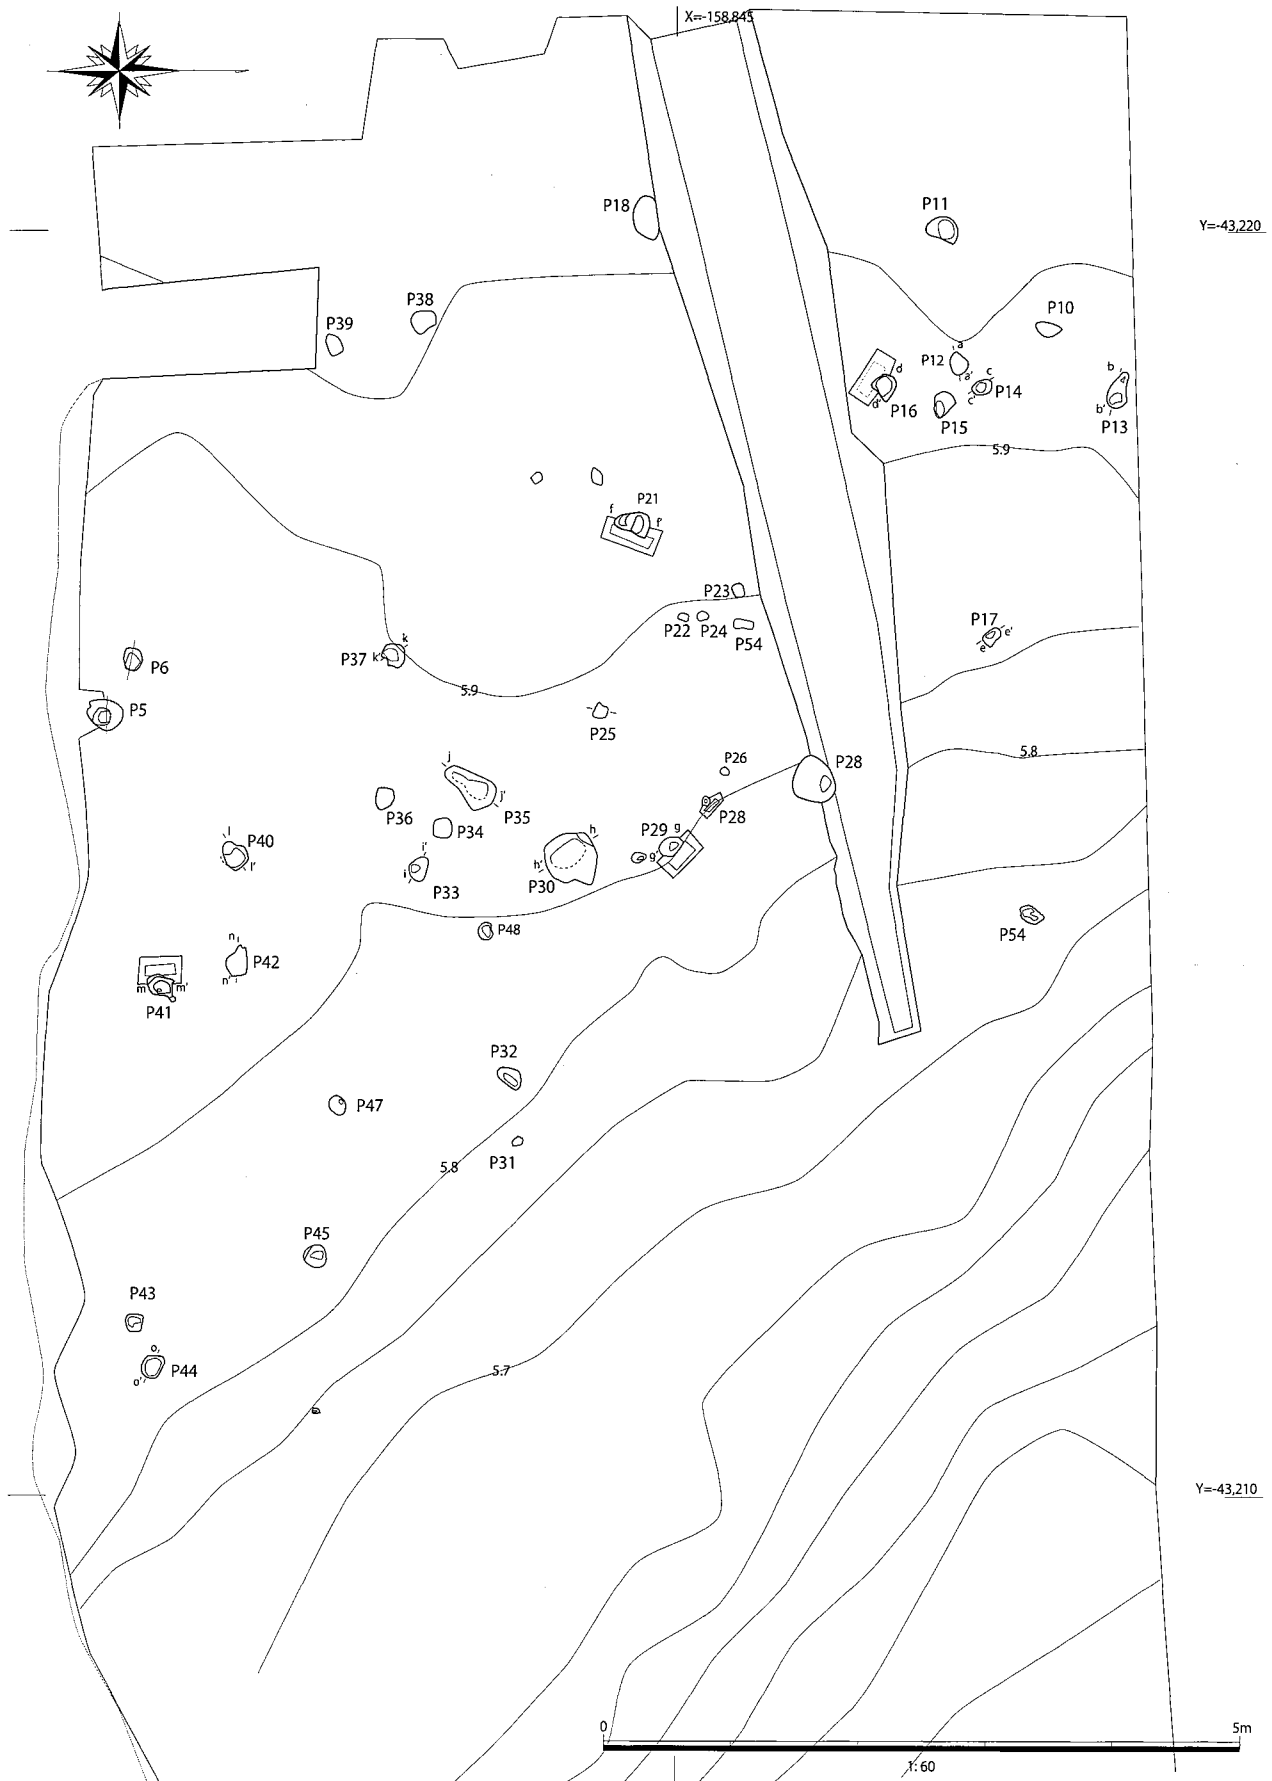 X=-158,845
P18
P11
Y=-43,220
P38
P39
P10
a
P12
a'
c
P14
c'
b
b'
P13
d
d'
P16
P15
5.9
P21
f
f'
P23
P22
P24
P54
P17
e
e'
k
P37
k'
P6
5.9
P5
P25
5.8
P26
P28
j
j'
P35
P28
P36
P34
h
P29
g
g'
l
P40
l'
i'
i
P33
h'
P30
P48
P54
n
P42
n'
m
m'
P41
P32
P47
P31
5.8
P45
P43
o
P44
o'
5.7
Y=-43,210
0
5m
1:60